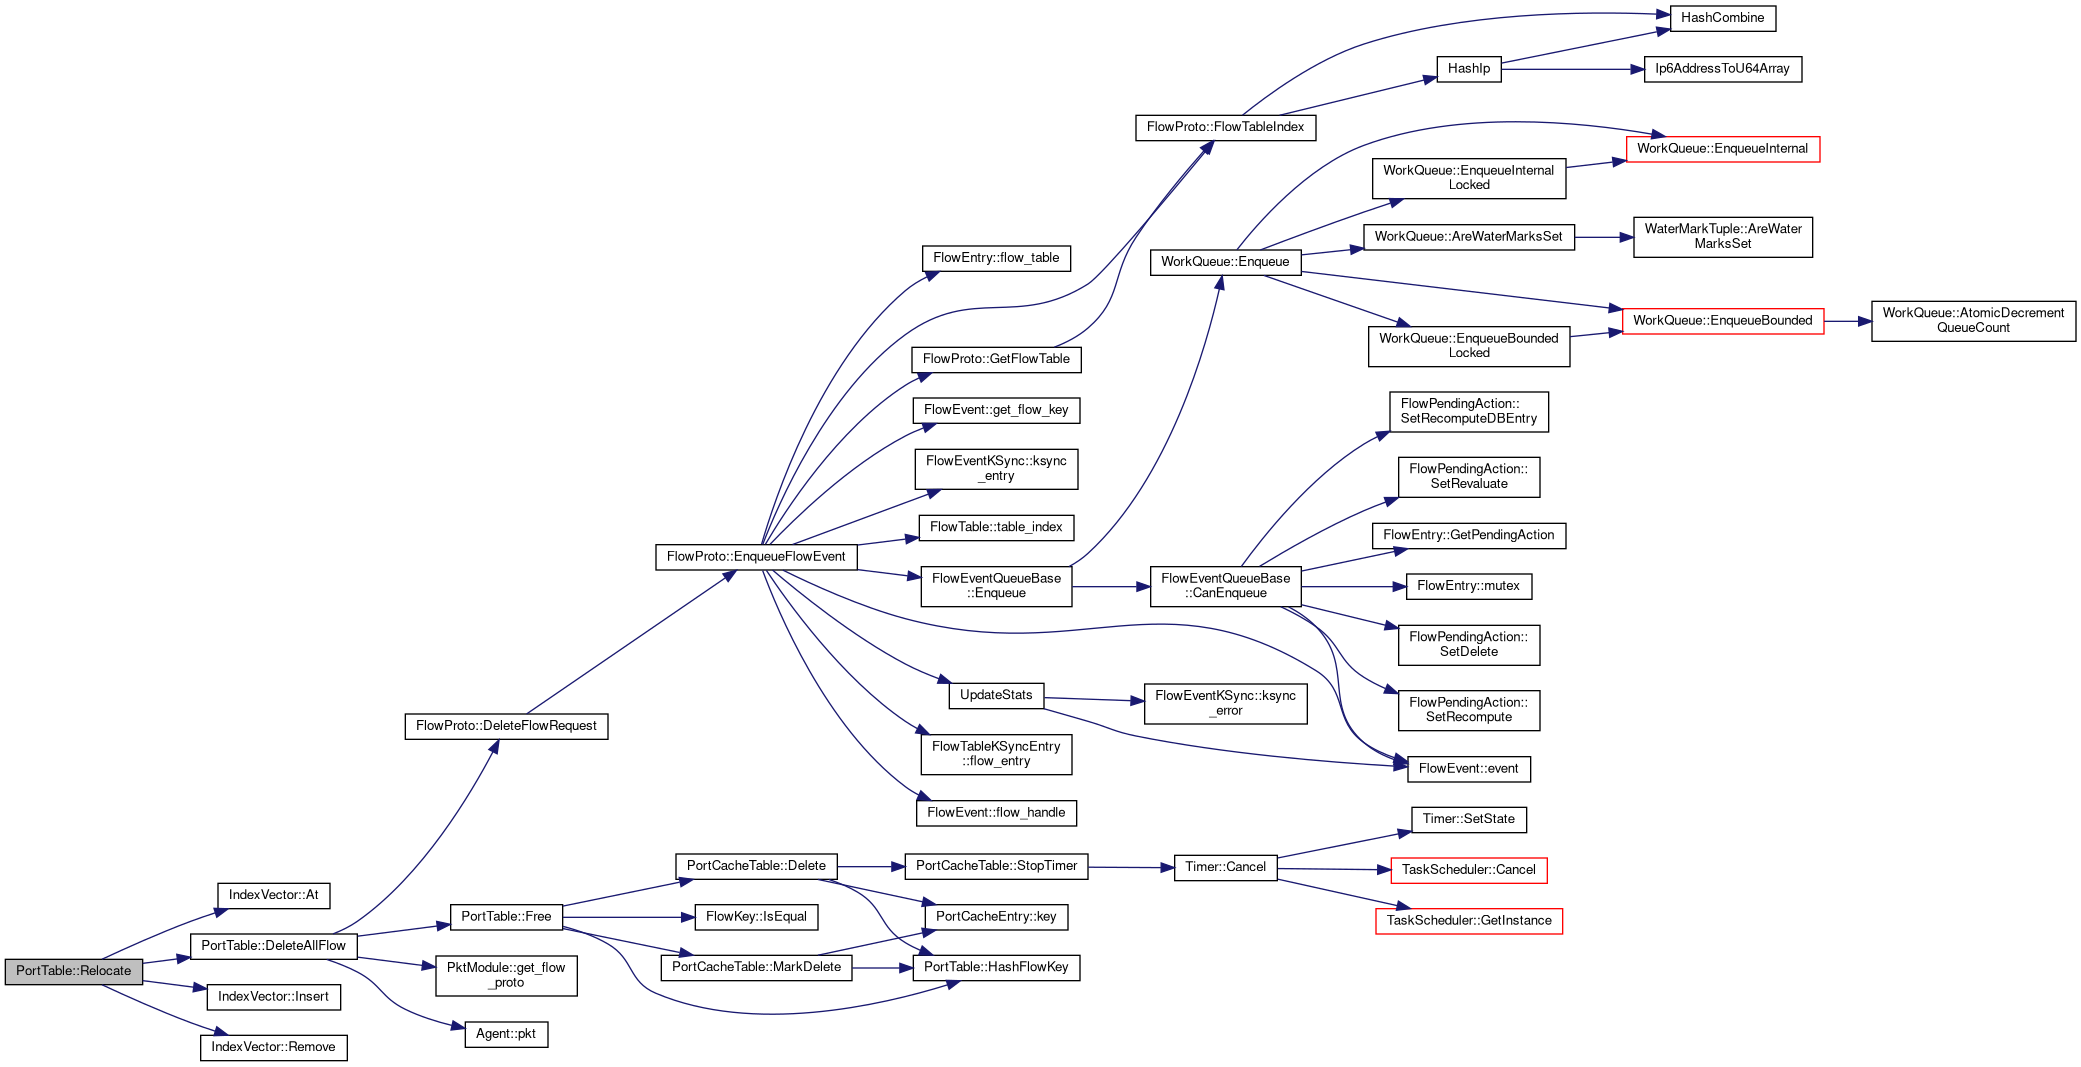 HashCombine
HashIp
Ip6AddressToU64Array
FlowProto::FlowTableIndex
WorkQueue::EnqueueInternal
WorkQueue::EnqueueInternal
Locked
WorkQueue::AreWaterMarksSet
WaterMarkTuple::AreWater
MarksSet
FlowEntry::flow_table
WorkQueue::Enqueue
WorkQueue::EnqueueBounded
WorkQueue::AtomicDecrement
QueueCount
WorkQueue::EnqueueBounded
Locked
FlowProto::GetFlowTable
FlowEvent::get_flow_key
FlowPendingAction::
SetRecomputeDBEntry
FlowEventKSync::ksync
_entry
FlowPendingAction::
SetRevaluate
FlowTable::table_index
FlowEntry::GetPendingAction
FlowProto::EnqueueFlowEvent
FlowEventQueueBase
::Enqueue
FlowEventQueueBase
::CanEnqueue
FlowEntry::mutex
FlowPendingAction::
SetDelete
UpdateStats
FlowEventKSync::ksync
_error
FlowPendingAction::
SetRecompute
FlowProto::DeleteFlowRequest
FlowTableKSyncEntry
::flow_entry
FlowEvent::event
FlowEvent::flow_handle
Timer::SetState
PortCacheTable::Delete
PortCacheTable::StopTimer
Timer::Cancel
TaskScheduler::Cancel
IndexVector::At
PortTable::Free
FlowKey::IsEqual
PortCacheEntry::key
TaskScheduler::GetInstance
PortTable::DeleteAllFlow
PortTable::Relocate
PktModule::get_flow
_proto
PortCacheTable::MarkDelete
PortTable::HashFlowKey
IndexVector::Insert
Agent::pkt
IndexVector::Remove